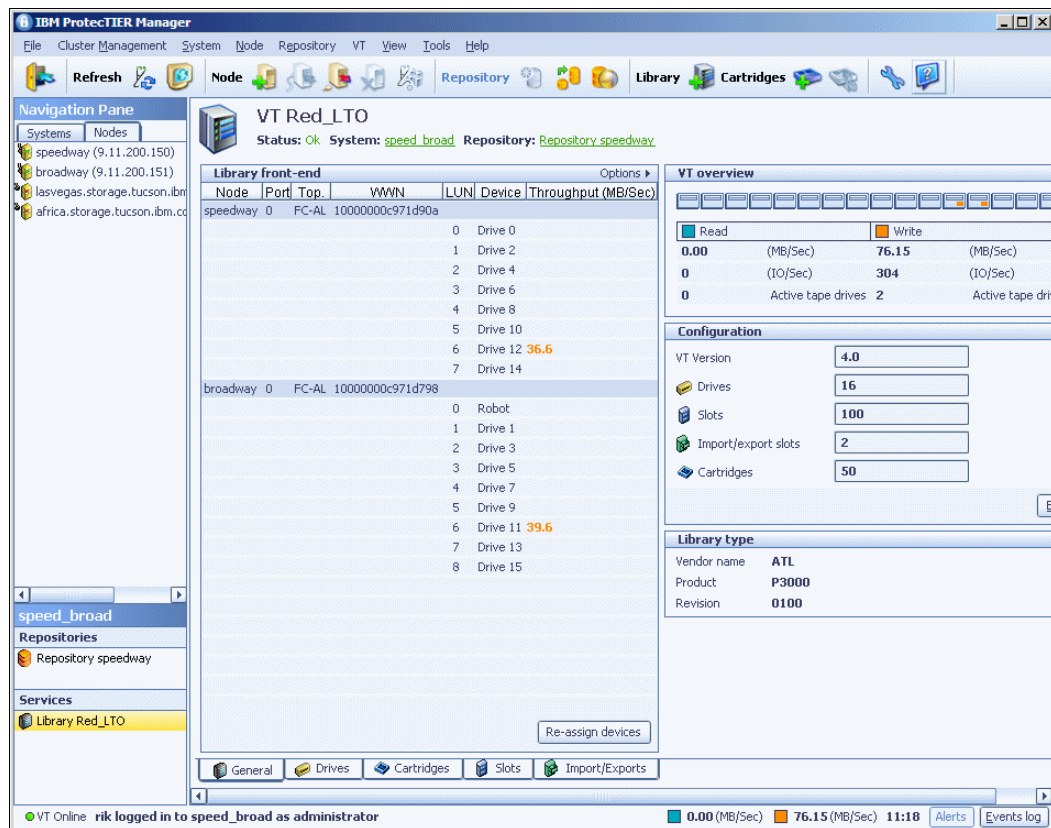 IBM ProtecTIER Manager
File Cluster Management System Node Repository VT View Tools Help
Refresh Node Repository Library Cartridges
Navigation Pane
Systems Nodes
speedway (9.11.200.150)
broadway (9.11.200.151)
lasvegas.storage.tucson.ibm
africa.storage.tucson.ibm.co
speed_broad
Repositories
Repository speedway
Services
Library Red_LTO
VT Red_LTO
Status: Ok System: speed_broad Repository: Repository speedway
Library front-end Options
Node Port Top. WWN LUN Device Throughput (MB/Sec)
speedway 0 FC-AL 10000000c971d90a
0 Drive 0
1 Drive 2
2 Drive 4
3 Drive 6
4 Drive 8
5 Drive 10
6 Drive 12 36.6
7 Drive 14
broadway 0 FC-AL 10000000c971d798
0 Robot
1 Drive 1
2 Drive 3
3 Drive 5
4 Drive 7
5 Drive 9
6 Drive 11 39.6
7 Drive 13
8 Drive 15
Re-assign devices
General Drives Cartridges Slots Import/Exports
VT overview
Read Write
0.00 (MB/Sec) 76.15 (MB/Sec)
0 (IO/Sec) 304 (IO/Sec)
0 Active tape drives 2 Active tape dri
Configuration
VT Version 4.0
Drives 16
Slots 100
Import/export slots 2
Cartridges 50
Library type
Vendor name ATL
Product P3000
Revision 0100
VT Online rik logged in to speed_broad as administrator 0.00 (MB/Sec) 76.15 (MB/Sec) 11:18 Alerts Events log